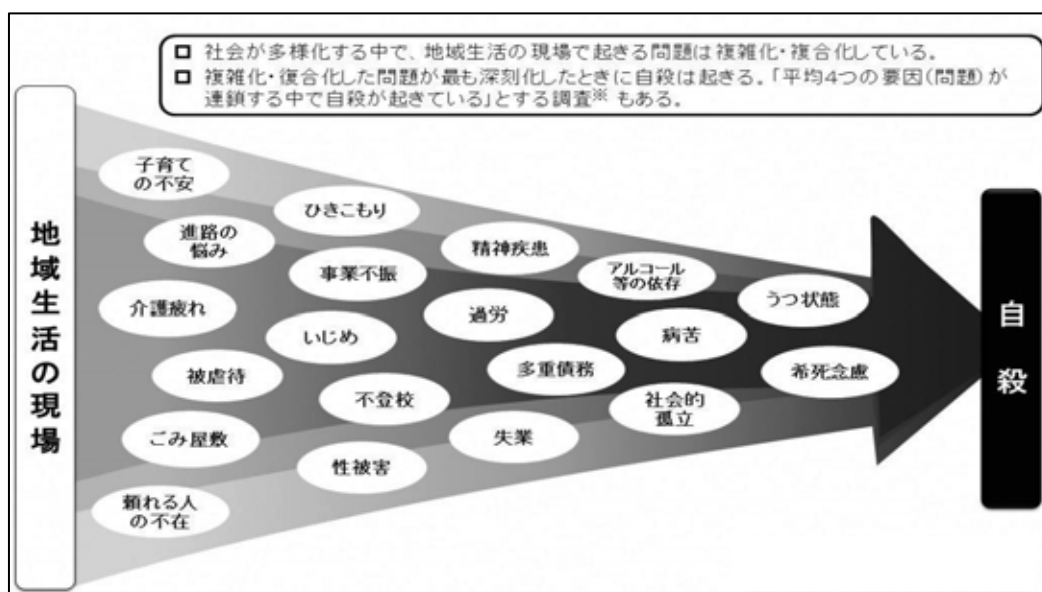 □ 社会が多様化する中で、地域生活の現場で起きる問題は複雑化・複合化している。
□ 複雑化・復合化した問題が最も深刻化したときに自殺は起きる。「平均4つの要因(問題)が
連鎖する中で自殺が起きている」とする調査※ もある。
地域生活の現場
子育て
の不安
進路の
悩み
介護疲れ
被虐待
ごみ屋敷
頼れる人
の不在
ひきこもり
事業不振
いじめ
不登校
性被害
精神疾患
過労
多重債務
失業
アルコール
等の依存
病苦
社会的
孤立
うつ状態
希死念慮
自殺